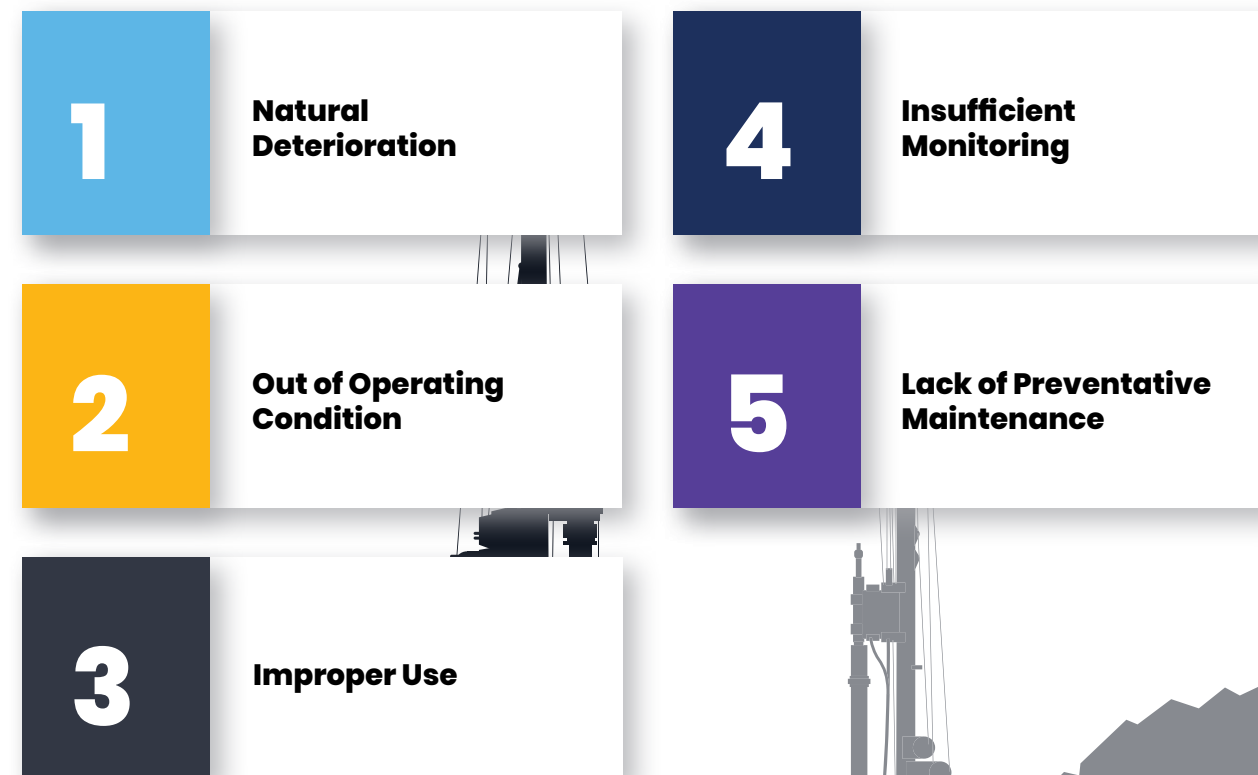 1
Natural
Deterioration
2
Out of Operating
Condition
3
Improper Use
4
Insufficient
Monitoring
5
Lack of Preventative
Maintenance